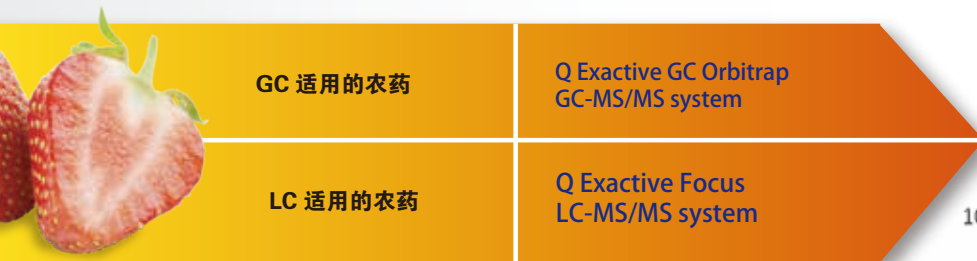 GC 适用的农药
Q Exactive GC Orbitrap
GC-MS/MS system
LC 适用的农药
Q Exactive Focus
LC-MS/MS system